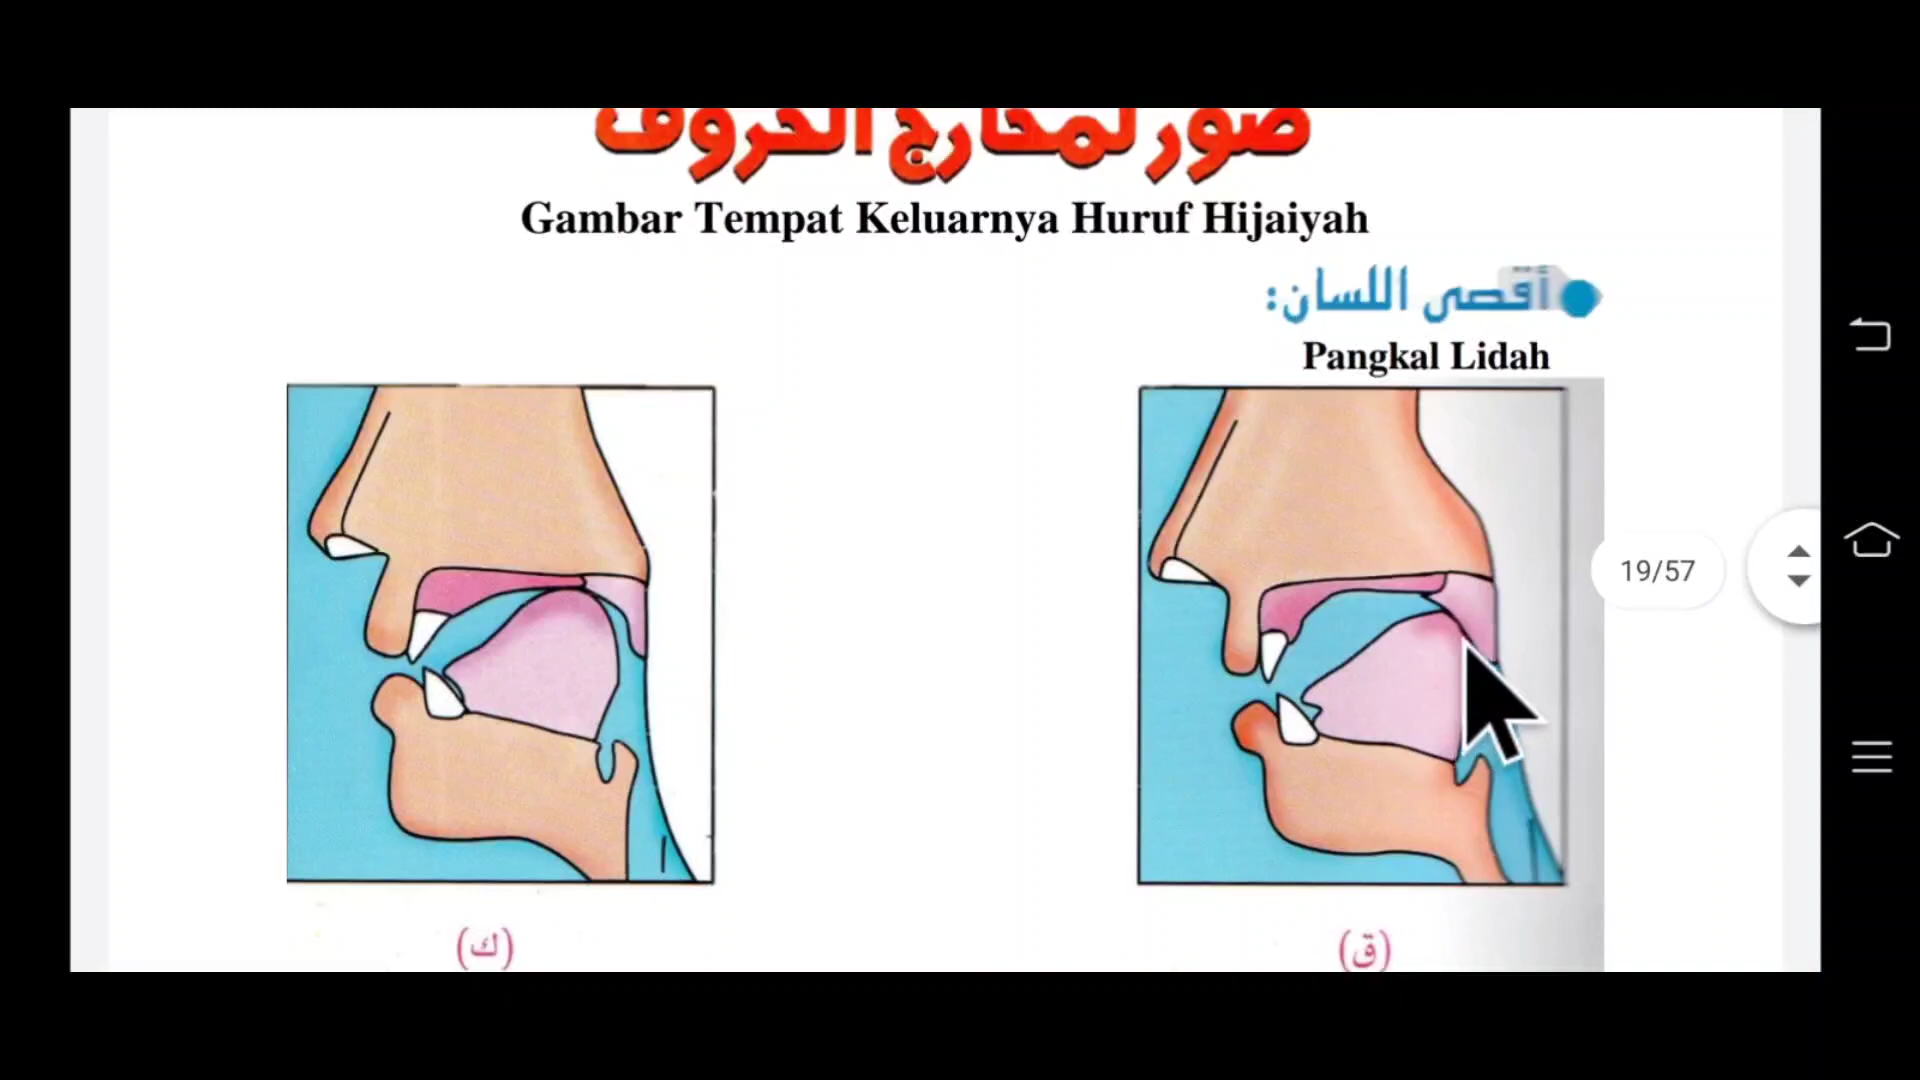 صور لمخارج الحروف
Gambar Tempat Keluarnya Huruf Hijaiyah
أقصى اللسان:
Pangkal Lidah
19/57
(ق)
(ك)